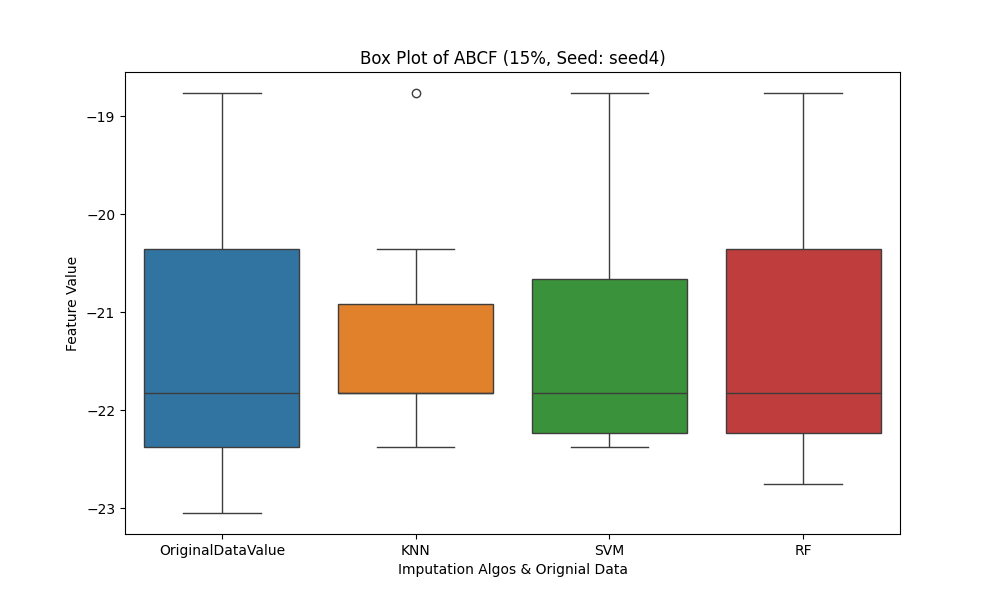 Box Plot of ABCF (15%, Seed: seed4)
−19
−20
−21
−22
−23
Feature Value
OriginalDataValue KNN SVM RF
Imputation Algos & Orignial Data